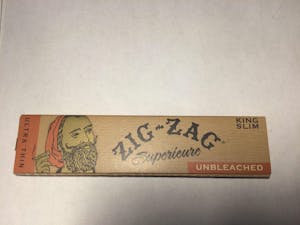 ULTRA THIN
ZIG-ZAG
Superieure
KING
SLIM
UNBLEACHED